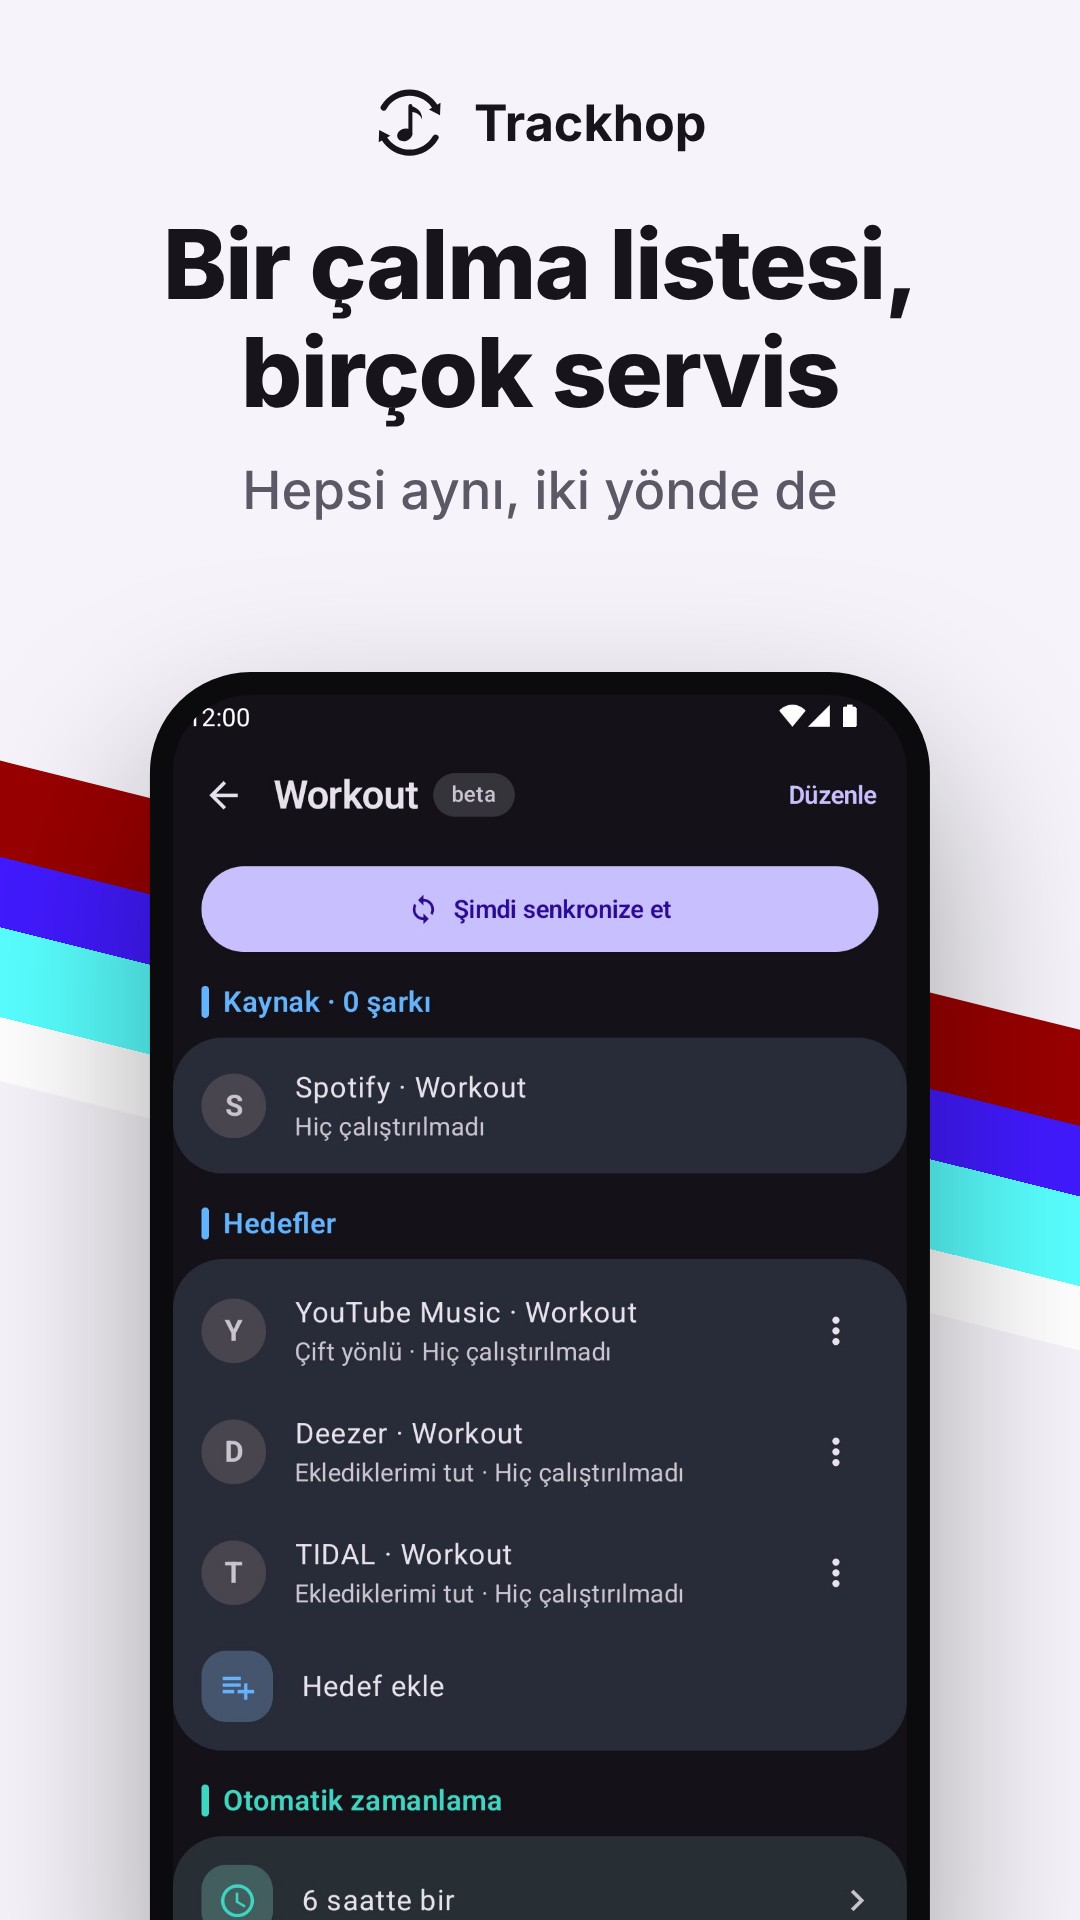 Trackhop
Bir çalma listesi,
birçok servis
Hepsi aynı, iki yönde de
12:00
Workout beta Düzenle
Şimdi senkronize et
Kaynak · 0 şarkı
S
Spotify · Workout
Hiç çalıştırılmadı
Hedefler
Y
YouTube Music · Workout
Çift yönlü · Hiç çalıştırılmadı
D
Deezer · Workout
Eklediklerimi tut · Hiç çalıştırılmadı
T
TIDAL · Workout
Eklediklerimi tut · Hiç çalıştırılmadı
Hedef ekle
Otomatik zamanlama
6 saatte bir